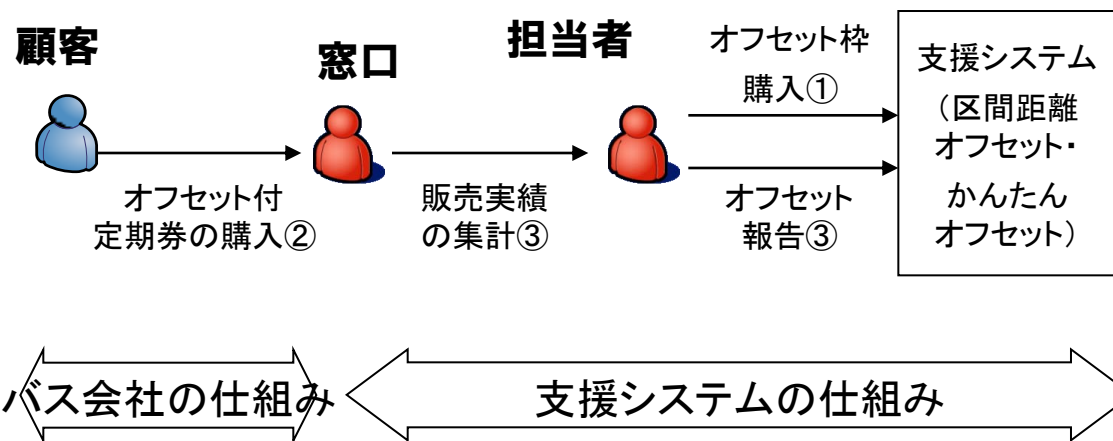 顧客
窓口
担当者
オフセット枠
購入①
支援システム
（区間距離
オフセット・
かんたん
オフセット）
オフセット付
定期券の購入②
販売実績
の集計③
オフセット
報告③
バス会社の仕組み
支援システムの仕組み